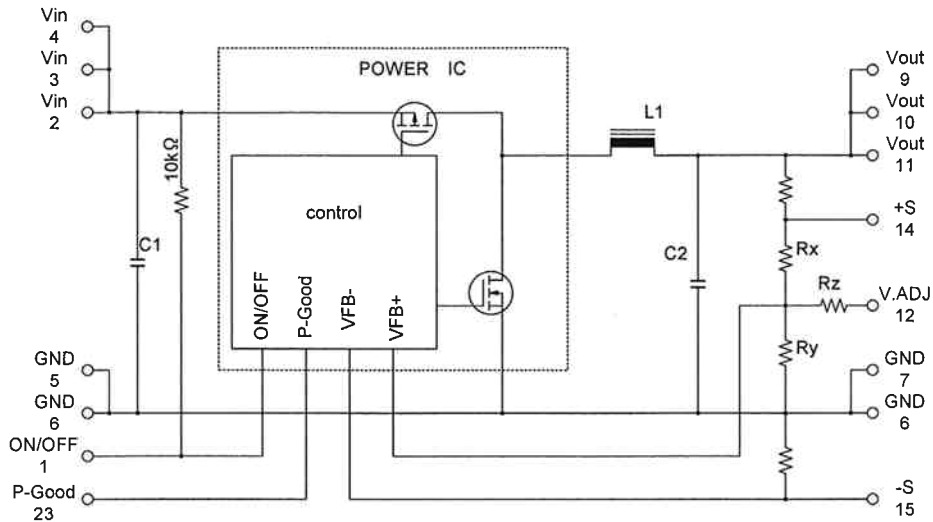 Vin
4
Vin
3
Vin
2
POWER IC
10kΩ
C1
control
ON/OFF
P-Good
VFB-
VFB+
L1
C2
Rx
Rz
Ry
Vout
9
Vout
10
Vout
11
+S
14
V.ADJ
12
GND
7
GND
6
-S
15
GND
5
GND
6
ON/OFF
1
P-Good
23